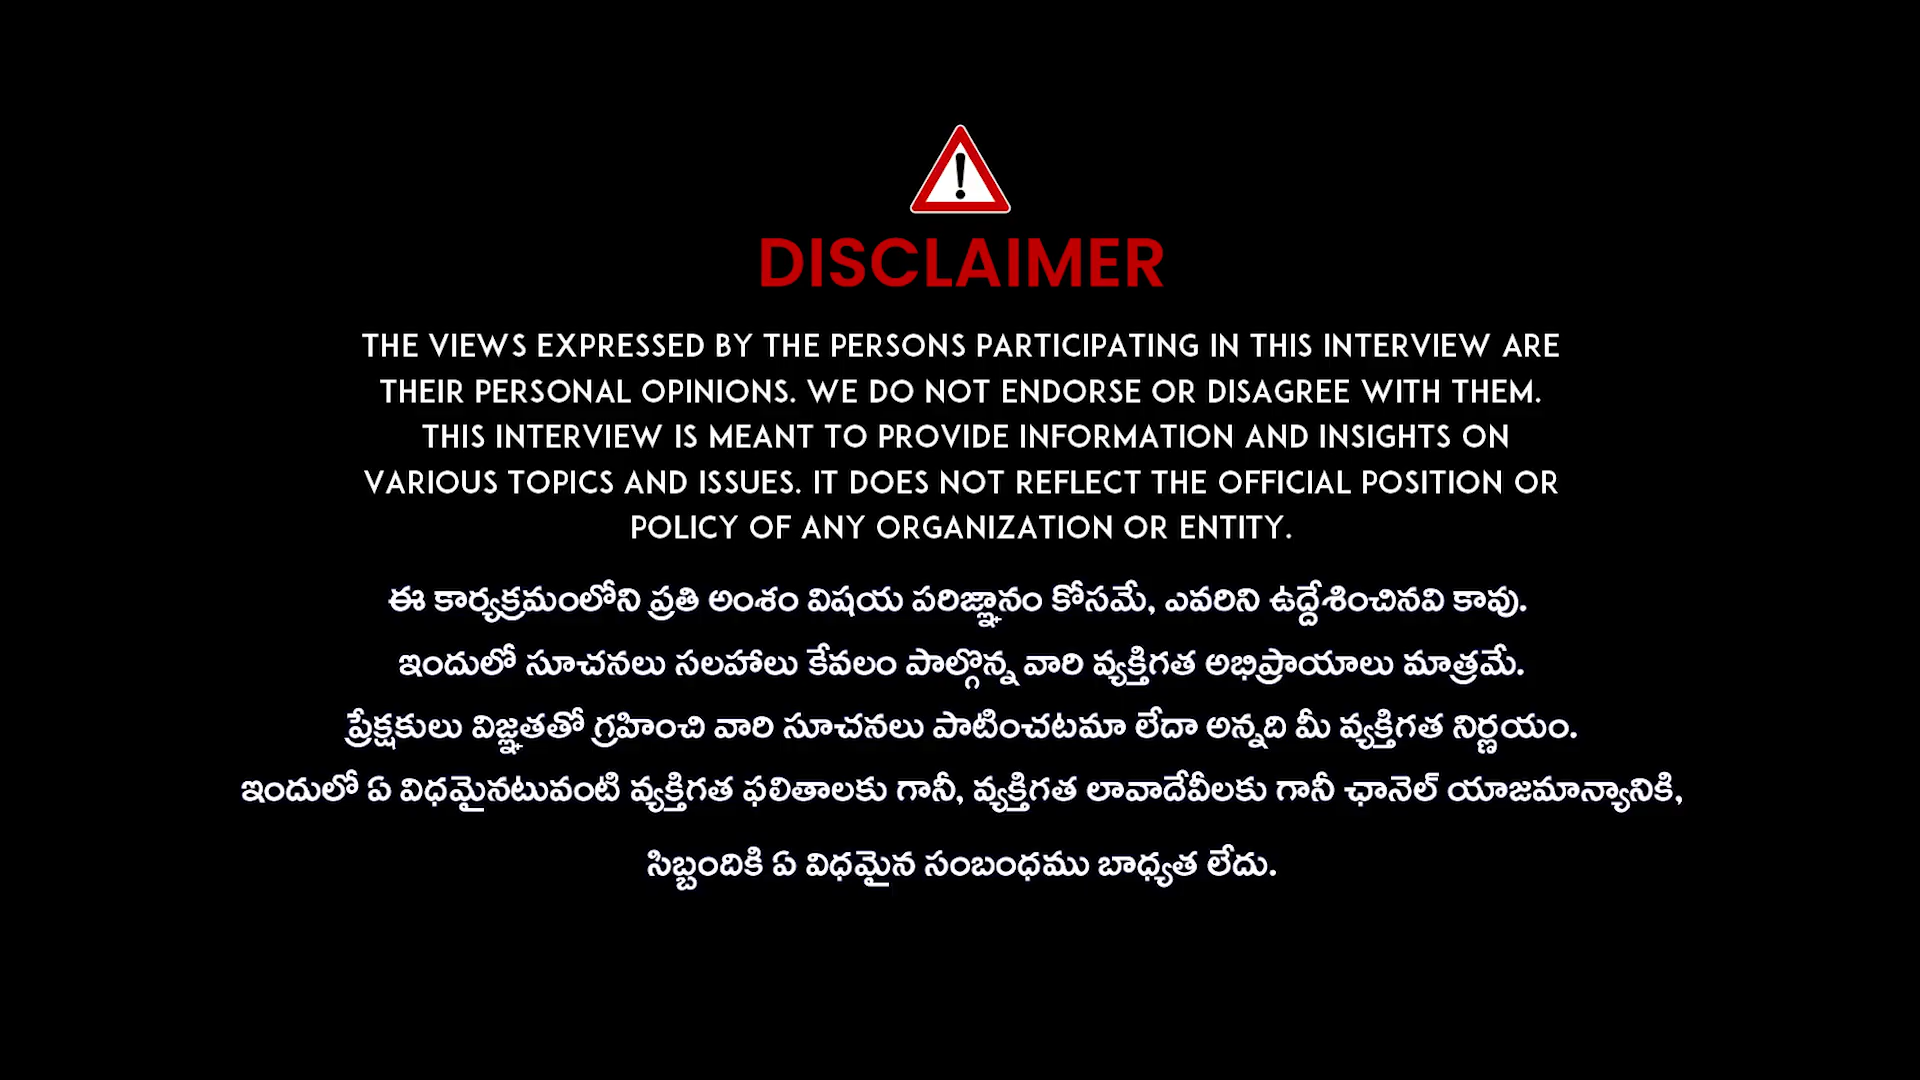 DISCLAIMER
THE VIEWS EXPRESSED BY THE PERSONS PARTICIPATING IN THIS INTERVIEW ARE
THEIR PERSONAL OPINIONS. WE DO NOT ENDORSE OR DISAGREE WITH THEM.
THIS INTERVIEW IS MEANT TO PROVIDE INFORMATION AND INSIGHTS ON
VARIOUS TOPICS AND ISSUES. IT DOES NOT REFLECT THE OFFICIAL POSITION OR
POLICY OF ANY ORGANIZATION OR ENTITY.
ఈ కార్యక్రమంలోని ప్రతి అంశం విషయ పరిజ్ఞానం కోసమే, ఎవరిని ఉద్దేశించినవి కావు.
ఇందులో సూచనలు సలహాలు కేవలం పాల్గొన్న వారి వ్యక్తిగత అభిప్రాయాలు మాత్రమే.
ప్రేక్షకులు విజ్ఞతతో గ్రహించి వారి సూచనలు పాటించటమా లేదా అన్నది మీ వ్యక్తిగత నిర్ణయం.
ఇందులో ఏ విధమైనటువంటి వ్యక్తిగత ఫలితాలకు గానీ, వ్యక్తిగత లావాదేవీలకు గానీ ఛానెల్ యాజమాన్యానికి,
సిబ్బందికి ఏ విధమైన సంబంధము బాధ్యత లేదు.